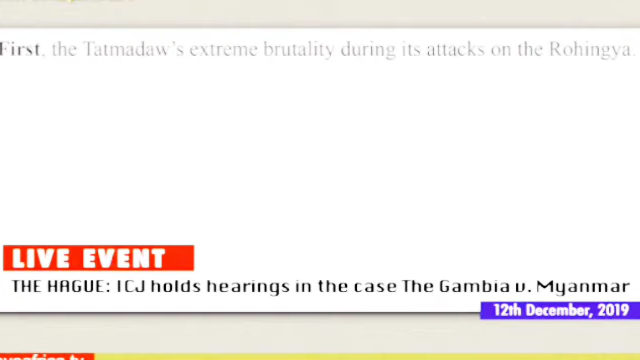 First, the Tatmadaw's extreme brutality during its attacks on the Rohingya.
LIVE EVENT
THE HAGUE: ICJ holds hearings in the case The Gambia v. Myanmar
12th December, 2019